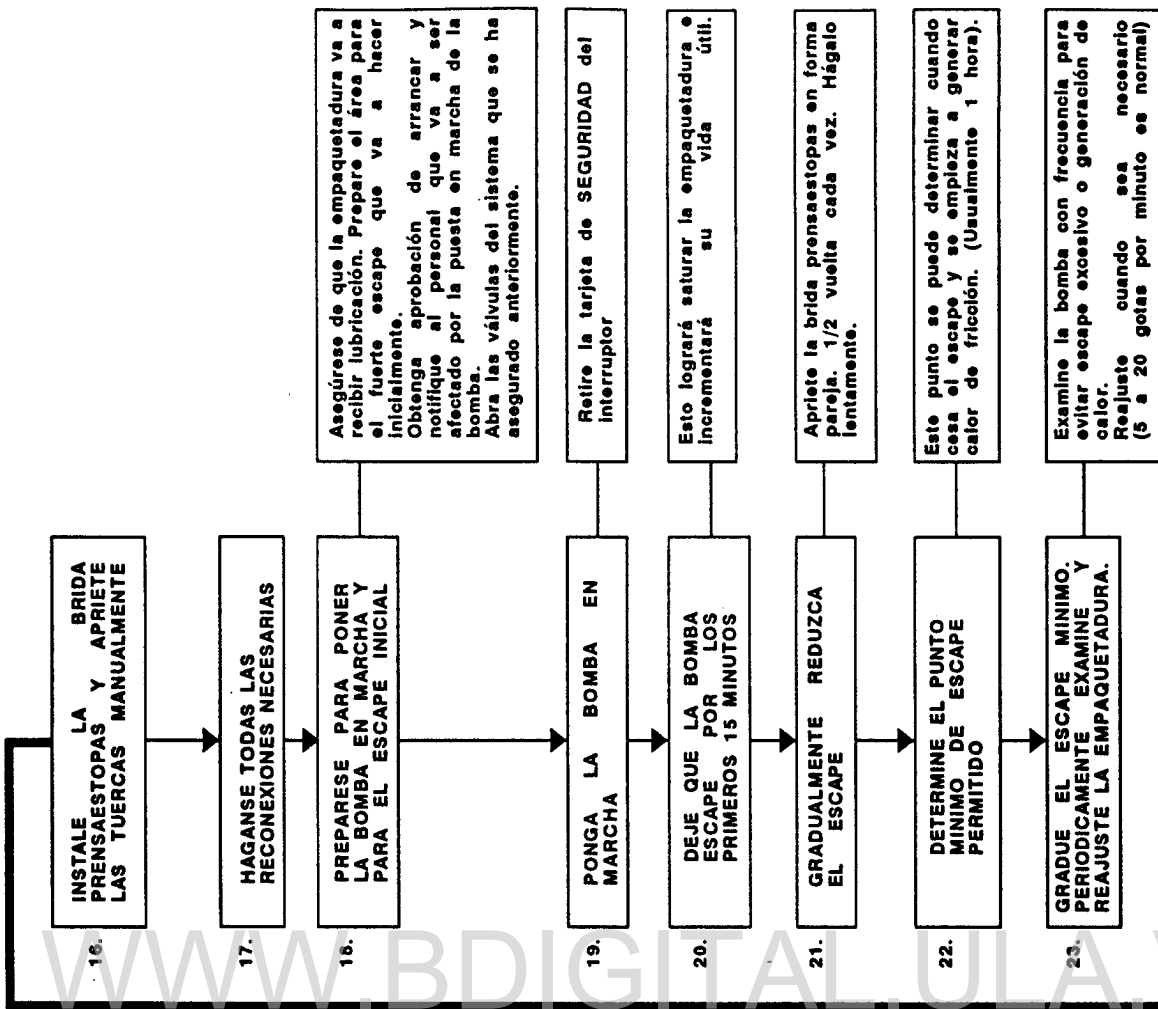 16.
INSTALE LA BRIDA
PRENSAESTOPAS Y APRIETE
LAS TUERCAS MANUALMENTE
17.
HAGANSE TODAS LAS
RECONEXIONES NECESARIAS
18.
PREPARESE PARA PONER
LA BOMBA EN MARCHA Y
PARA EL ESCAPE INICIAL
Asegúrese de que la empaquetadura va a
recibir lubricación. Prepare el área para
el fuerte escape que va a hacer
inicialmente.
Obtenga aprobación de arrancar y
notifique al personal que va a ser
afectado por la puesta en marcha de la
bomba.
Abra las válvulas del sistema que se ha
asegurado anteriormente.
19.
PONGA LA BOMBA EN
MARCHA
Retire la tarjeta de SEGURIDAD del
interruptor
20.
DEJE QUE LA BOMBA
ESCAPE POR LOS
PRIMEROS 15 MINUTOS
Esto logrará saturar la empaquetadura e
incrementará su vida útil.
21.
GRADUALMENTE REDUZCA
EL ESCAPE
Apriete la brida prensaestopas en forma
pareja. 1/2 vuelta cada vez. Hágalo
lentamente.
22.
DETERMINE EL PUNTO
MINIMO DE ESCAPE
PERMITIDO
Este punto se puede determinar cuando
cesa el escape y se empieza a generar
calor de fricción. (Usualmente 1 hora).
23.
GRADUE EL ESCAPE MINIMO.
PERIODICAMENTE EXAMINE Y
REAJUSTE LA EMPAQUETADURA.
Examine la bomba con frecuencia para
evitar escape excesivo o generación de
calor.
Reajuste cuando sea necesario
(5 a 20 gotas por minuto es normal)
WWW.BDIGITAL.ULA.V